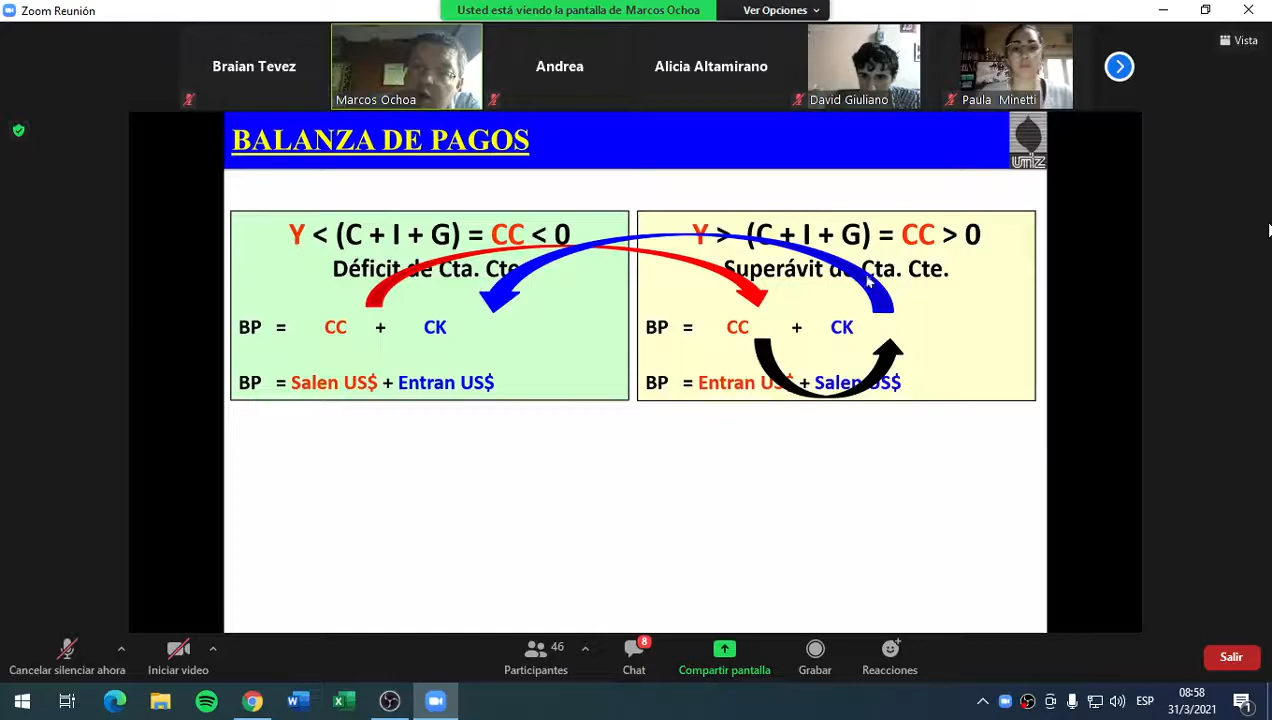 Zoom Reunión
Usted está viendo la pantalla de Marcos Ochoa
Ver Opciones
Vista
Braian Tevez
Marcos Ochoa
Andrea
Alicia Altamirano
David Giuliano
Paula Minetti
BALANZA DE PAGOS
Y < (C + I + G) = CC < 0
Déficit de Cta. Cte.
BP = CC + CK
BP = Salen US$ + Entran US$
Y > (C + I + G) = CC > 0
Superávit de Cta. Cte.
BP = CC + CK
BP = Entran US$ + Salen US$
Cancelar silenciar ahora
Iniciar video
46
Participantes
8
Chat
Compartir pantalla
Grabar
Reacciones
Salir
ESP
08:58
31/3/2021
1